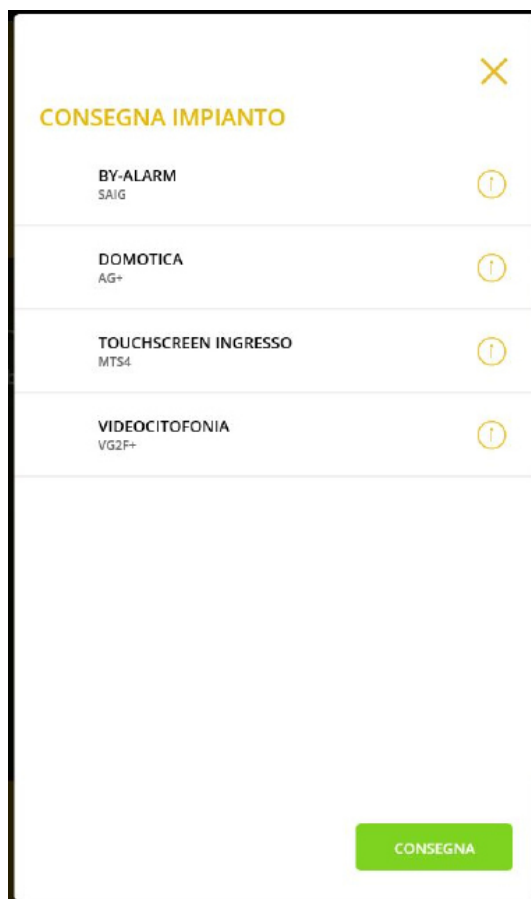 CONSEGNA IMPIANTO
BY-ALARM
SAIG
DOMOTICA
AG+
TOUCHSCREEN INGRESSO
MTS4
VIDEOCITOFONIA
VG2F+
CONSEGNA